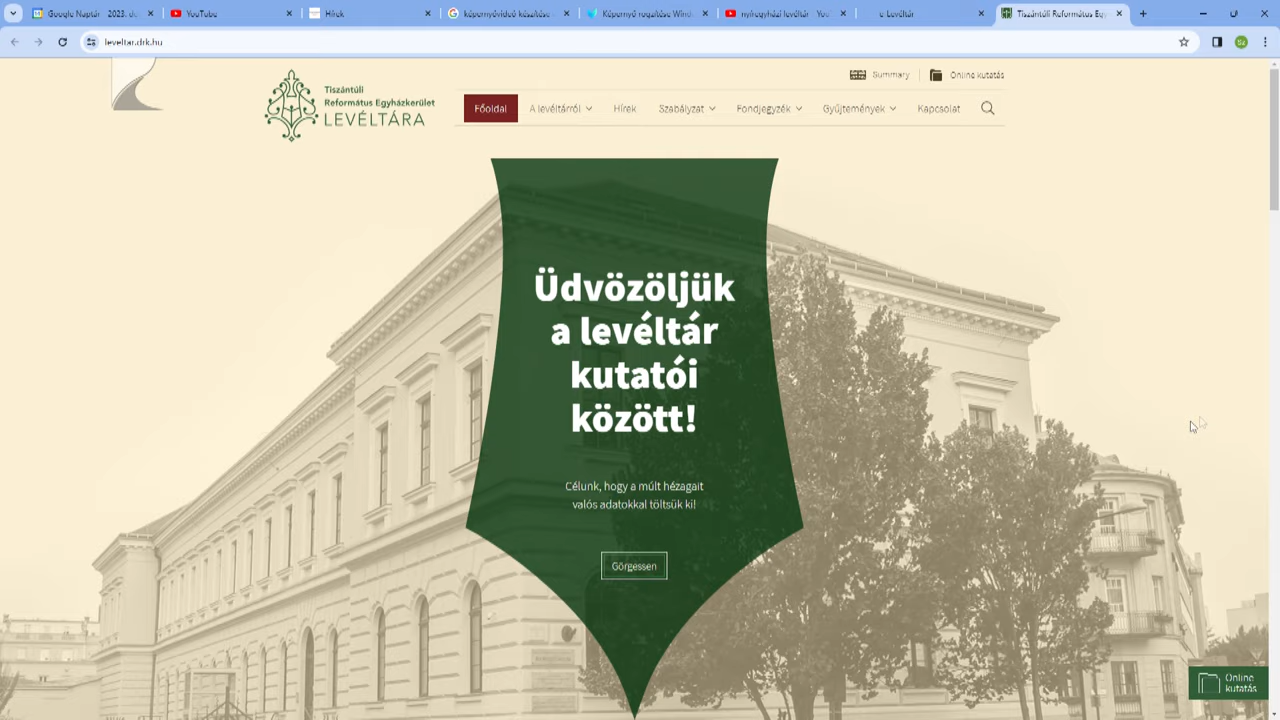 Google Naptár - 2023. de
YouTube
Hírek
képernyővideó készítése
Képernyő rögzítése Wind
nyíregyházi levéltár - You
e-Levéltár
Tiszántúli Református Egy
leveltar.drk.hu
Summary
Online kutatás
Tiszántúli
Református Egyházkerület
LEVÉLTÁRA
Főoldal
A levéltárról
Hírek
Szabályzat
Fondjegyzék
Gyűjtemények
Kapcsolat
Üdvözöljük
a levéltár
kutatói
között!
Célunk, hogy a múlt hézagait
valós adatokkal töltsük ki!
Görgessen
Online
kutatás